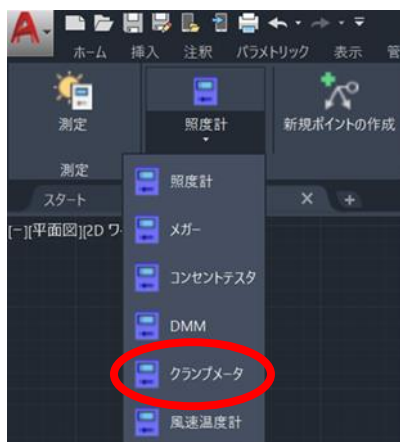 ホーム 挿入 注釈 パラメトリック 表示
測定 照度計 新規ポイントの作成
測定
スタート
[-][平面図][2D ワ
照度計
メガー
コンセントテスタ
DMM
クランプメータ
風速温度計